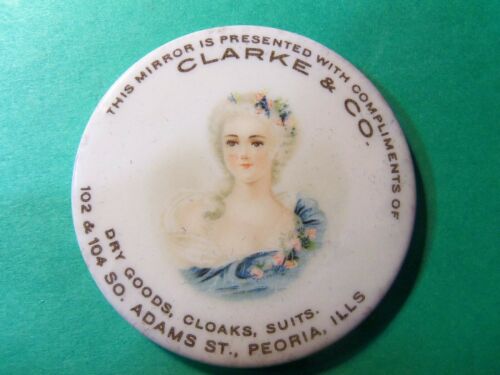 THIS MIRROR IS PRESENTED WITH COMPLIMENTS OF
CLARKE & CO.
DRY GOODS, CLOAKS, SUITS.
102 & 104 SO. ADAMS ST., PEORIA, ILLS